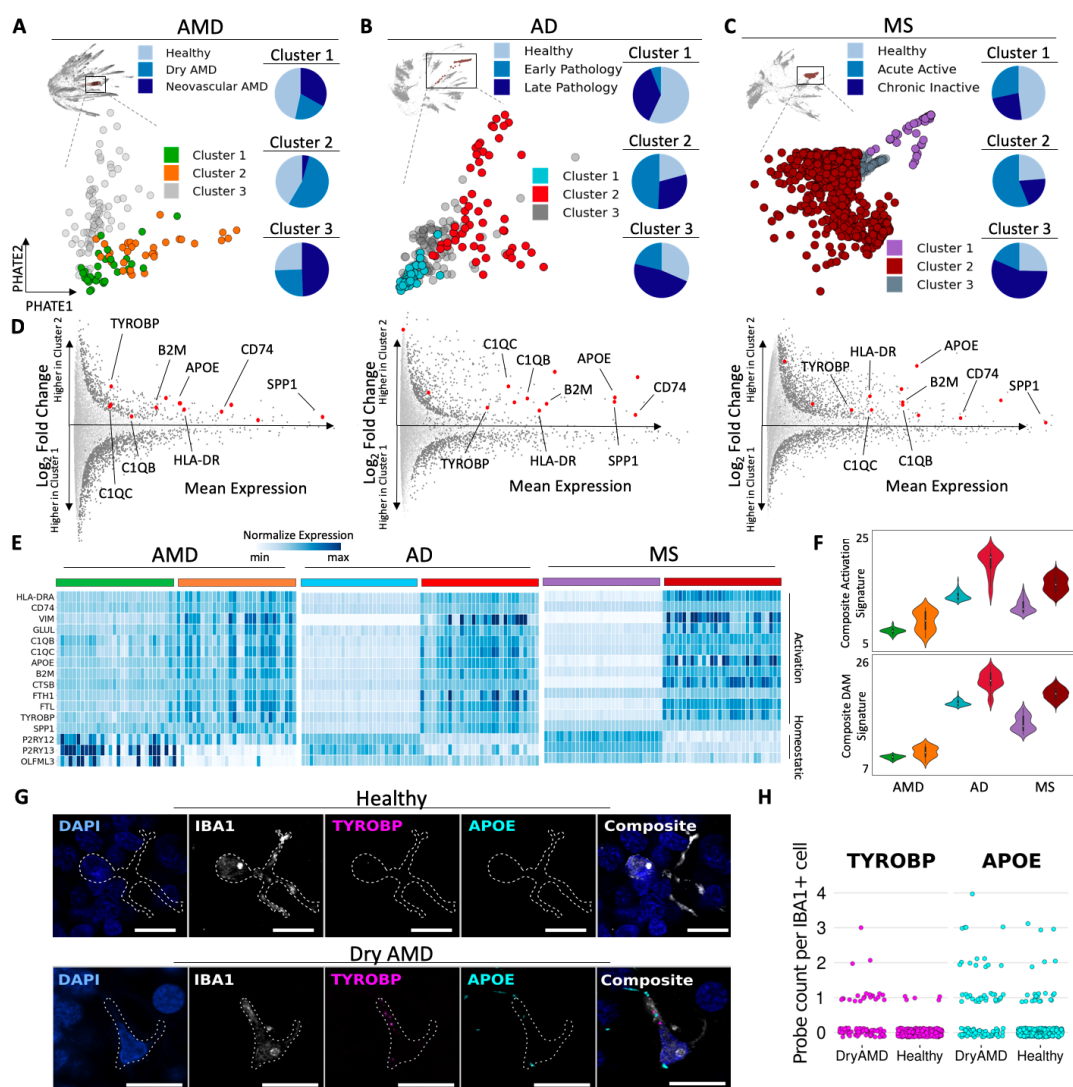 A
AMD
Healthy
Dry AMD
Neovascular AMD
Cluster 1
Cluster 2
Cluster 3
Cluster 1
Cluster 2
Cluster 3
PHATE2
PHATE1
B
AD
Healthy
Early Pathology
Late Pathology
Cluster 1
Cluster 2
Cluster 3
Cluster 1
Cluster 2
Cluster 3
C
MS
Healthy
Acute Active
Chronic Inactive
Cluster 1
Cluster 2
Cluster 3
Cluster 1
Cluster 2
Cluster 3
D
Log2 Fold Change
Higher in Cluster 2
Higher in Cluster 1
TYROBP
B2M
APOE
CD74
SPP1
C1QC
C1QB
HLA-DR
Mean Expression
Log2 Fold Change
Higher in Cluster 2
Higher in Cluster 1
C1QC
C1QB
APOE
B2M
CD74
TYROBP
HLA-DR
SPP1
Mean Expression
Log2 Fold Change
Higher in Cluster 2
Higher in Cluster 1
HLA-DR
APOE
TYROBP
B2M
CD74
SPP1
C1QC
C1QB
Mean Expression
E
Normalize Expression
min
max
AMD
AD
MS
HLA-DRA
CD74
VIM
GLUL
C1QB
C1QC
APOE
B2M
CTSB
FTH1
FTL
TYROBP
SPP1
P2RY12
P2RY13
OLFML3
Activation
Homeostatic
F
Composite Activation
Signature
25
5
Composite DAM
Signature
26
7
AMD
AD
MS
G
Healthy
DAPI
IBA1
TYROBP
APOE
Composite
Dry AMD
DAPI
IBA1
TYROBP
APOE
Composite
H
TYROBP
APOE
Probe count per IBA1+ cell
4
3
2
1
0
DryAMD
Healthy
DryAMD
Healthy